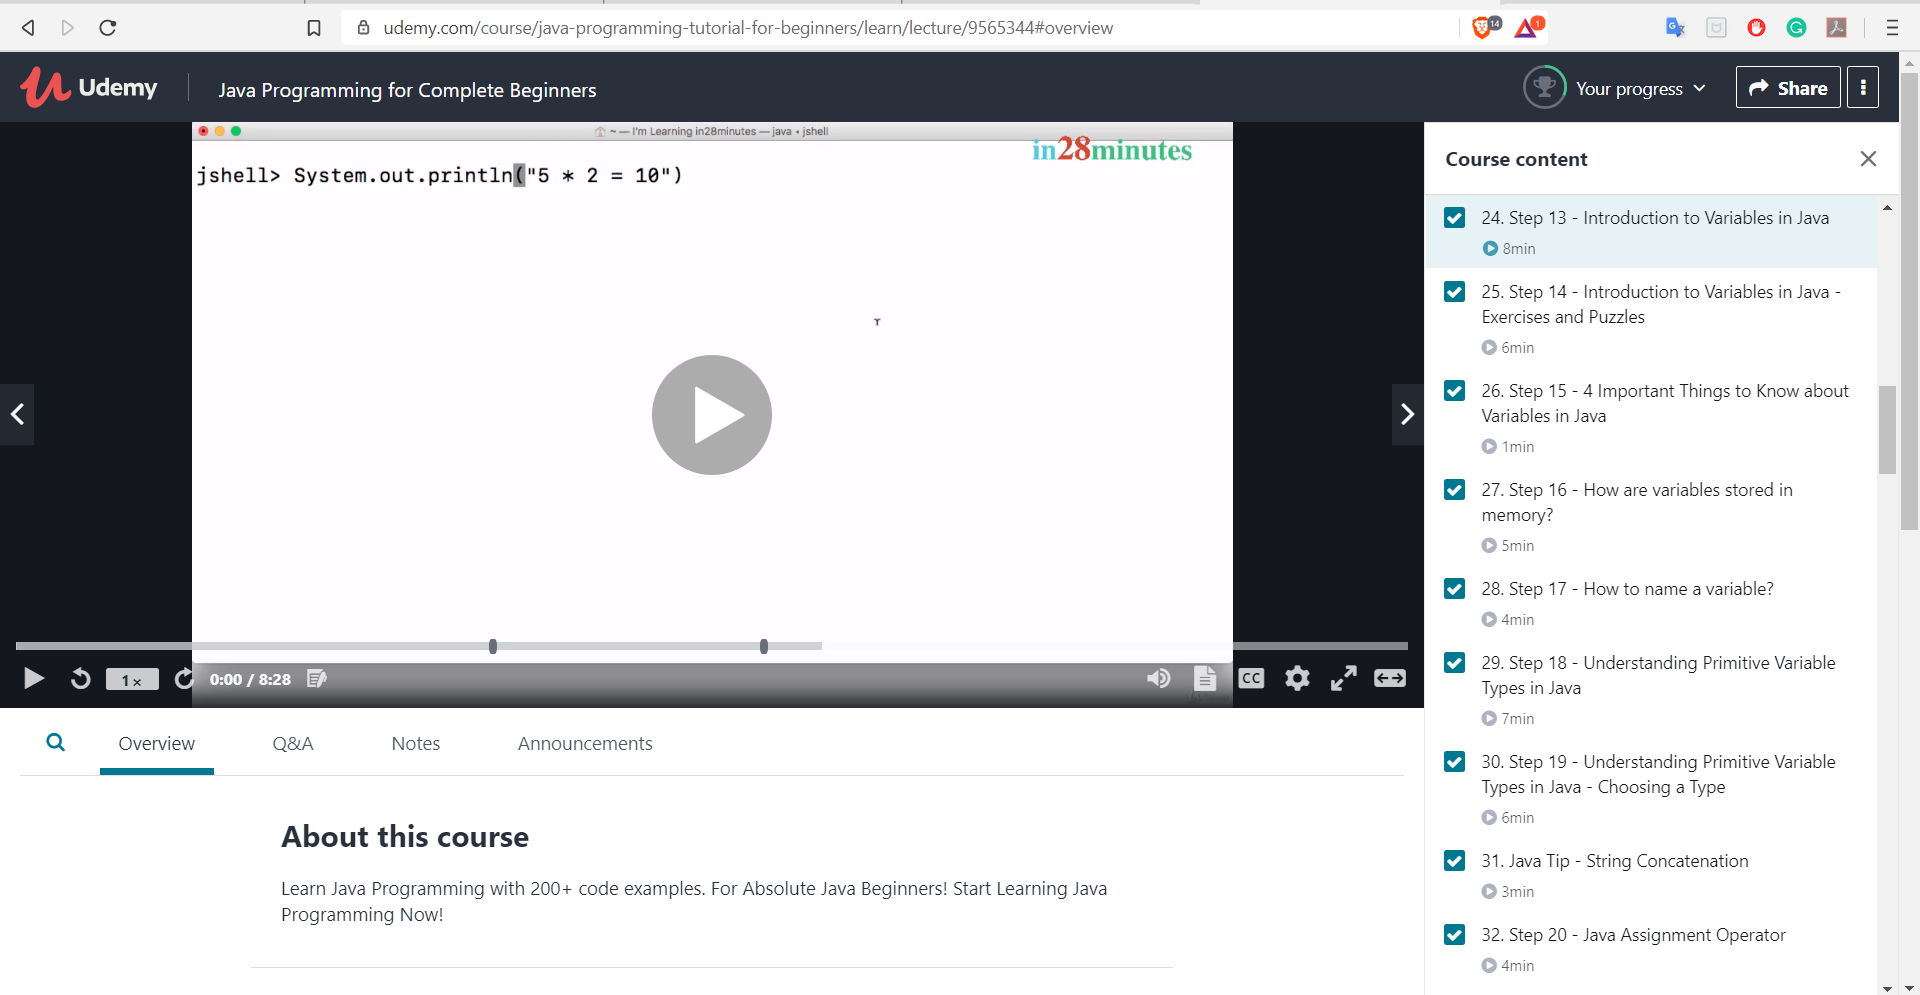 udemy.com/course/java-programming-tutorial-for-beginners/learn/lecture/9565344#overview
14
1
Udemy
Java Programming for Complete Beginners
Your progress
Share
~ — I'm Learning in28minutes — java ◂ jshell
in28minutes
jshell> System.out.println("5 * 2 = 10")
1×
0:00 / 8:28
CC
Overview
Q&A
Notes
Announcements
About this course
Learn Java Programming with 200+ code examples. For Absolute Java Beginners! Start Learning Java
Programming Now!
Course content
24. Step 13 - Introduction to Variables in Java
8min
25. Step 14 - Introduction to Variables in Java -
Exercises and Puzzles
6min
26. Step 15 - 4 Important Things to Know about
Variables in Java
1min
27. Step 16 - How are variables stored in
memory?
5min
28. Step 17 - How to name a variable?
4min
29. Step 18 - Understanding Primitive Variable
Types in Java
7min
30. Step 19 - Understanding Primitive Variable
Types in Java - Choosing a Type
6min
31. Java Tip - String Concatenation
3min
32. Step 20 - Java Assignment Operator
4min